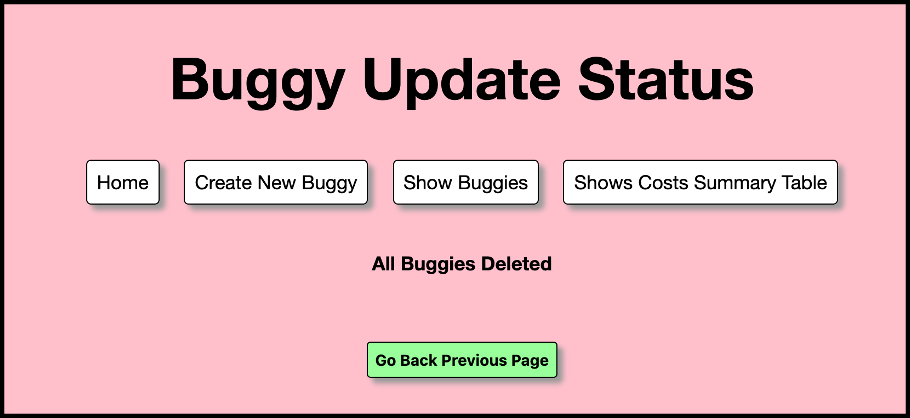 Buggy Update Status
Home Create New Buggy Show Buggies Shows Costs Summary Table
All Buggies Deleted
Go Back Previous Page